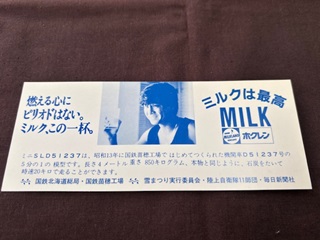 燃える心に
ピリオドはない。
ミルク、この一杯。
ミルクは最高
MILK
ホクレン
ミニSLD51237は、昭和13年に国鉄苗穂工場ではじめてつくられた機関車D51237号の
5分の1の模型です。長さ4メートル重さ850キログラム。本物と同じように、石炭をたいて
時速20キロで走ることができます。
国鉄北海道総局・国鉄苗穂工場
雪まつり実行委員会・陸上自衛隊11師団・毎日新聞社